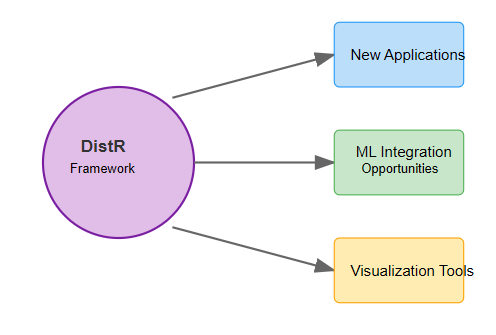 DistR
Framework
New Applications
ML Integration
Opportunities
Visualization Tools